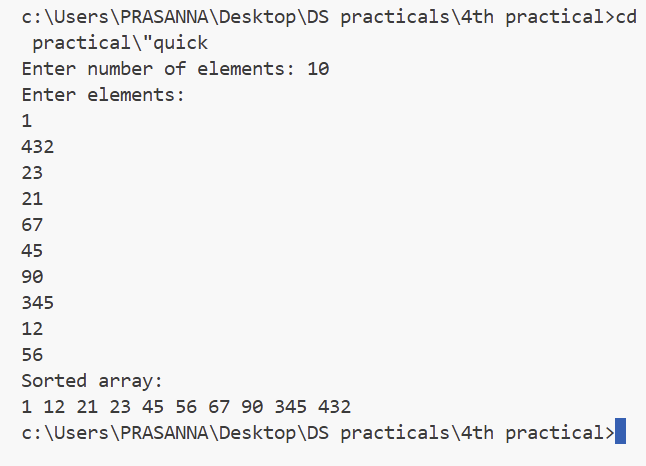 c:\Users\PRASANNA\Desktop\DS practicals\4th practical>cd
practical\"quick
Enter number of elements: 10
Enter elements:
1
432
23
21
67
45
90
345
12
56
Sorted array:
1 12 21 23 45 56 67 90 345 432
c:\Users\PRASANNA\Desktop\DS practicals\4th practical>